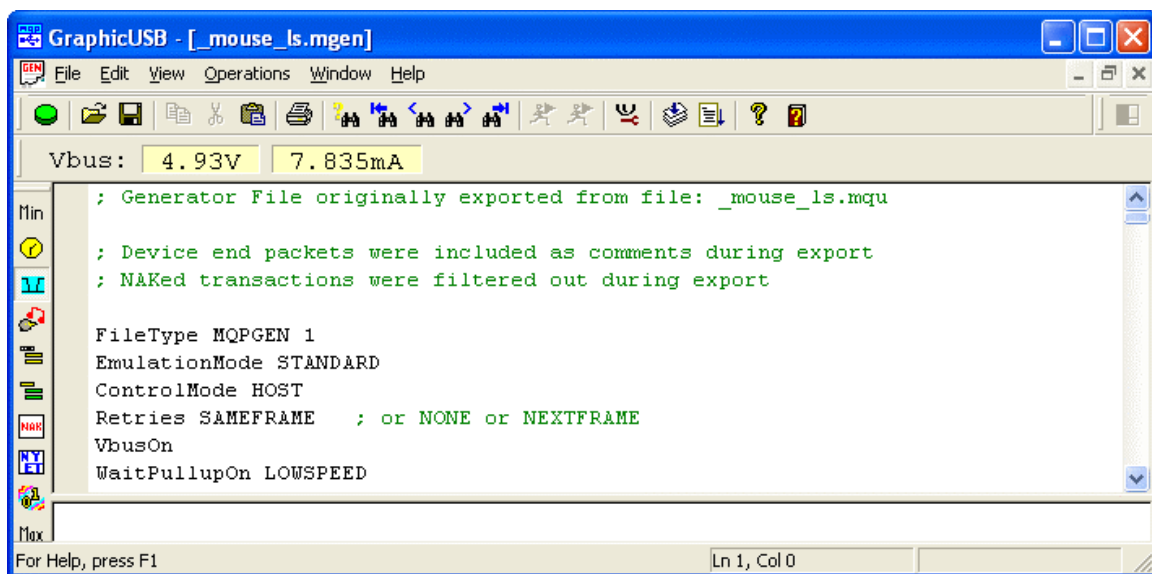 GraphicUSB - [_mouse_ls.mgen]
File Edit View Operations Window Help
Vbus: 4.93V 7.835mA
Min
; Generator File originally exported from file: _mouse_ls.mqu
; Device end packets were included as comments during export
; NAKed transactions were filtered out during export
FileType MQPGEN 1
EmulationMode STANDARD
ControlMode HOST
Retries SAMEFRAME ; or NONE or NEXTFRAME
VbusOn
WaitPullupOn LOWSPEED
NAK
NYET
Max
For Help, press F1
Ln 1, Col 0